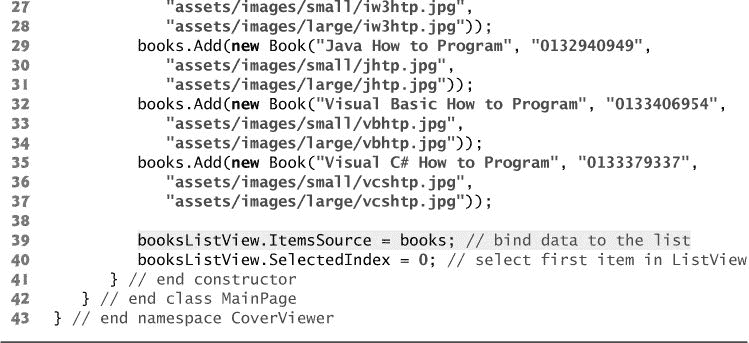 27 "assets/images/small/iw3htp.jpg",
28 "assets/images/large/iw3htp.jpg"));
29 books.Add(new Book("Java How to Program", "0132940949",
30 "assets/images/small/jhtp.jpg",
31 "assets/images/large/jhtp.jpg"));
32 books.Add(new Book("Visual Basic How to Program", "0133406954",
33 "assets/images/small/vbhtp.jpg",
34 "assets/images/large/vbhtp.jpg"));
35 books.Add(new Book("Visual C# How to Program", "0133379337",
36 "assets/images/small/vcshtp.jpg",
37 "assets/images/large/vcshtp.jpg"));
38
39 booksListView.ItemsSource = books; // bind data to the list
40 booksListView.SelectedIndex = 0; // select first item in ListView
41 } // end constructor
42 } // end class MainPage
43 } // end namespace CoverViewer